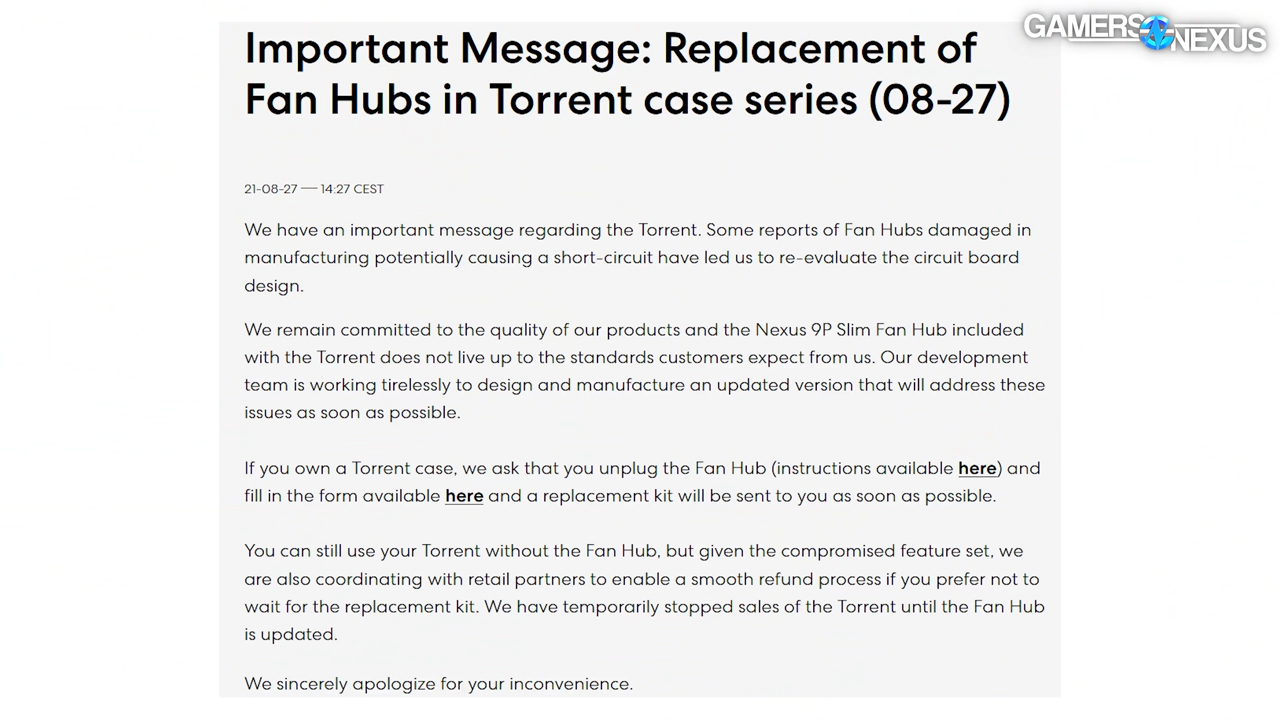 GAMERS NEXUS
Important Message: Replacement of
Fan Hubs in Torrent case series (08-27)
21-08-27 — 14:27 CEST
We have an important message regarding the Torrent. Some reports of Fan Hubs damaged in
manufacturing potentially causing a short-circuit have led us to re-evaluate the circuit board
design.
We remain committed to the quality of our products and the Nexus 9P Slim Fan Hub included
with the Torrent does not live up to the standards customers expect from us. Our development
team is working tirelessly to design and manufacture an updated version that will address these
issues as soon as possible.
If you own a Torrent case, we ask that you unplug the Fan Hub (instructions available here) and
fill in the form available here and a replacement kit will be sent to you as soon as possible.
You can still use your Torrent without the Fan Hub, but given the compromised feature set, we
are also coordinating with retail partners to enable a smooth refund process if you prefer not to
wait for the replacement kit. We have temporarily stopped sales of the Torrent until the Fan Hub
is updated.
We sincerely apologize for your inconvenience.